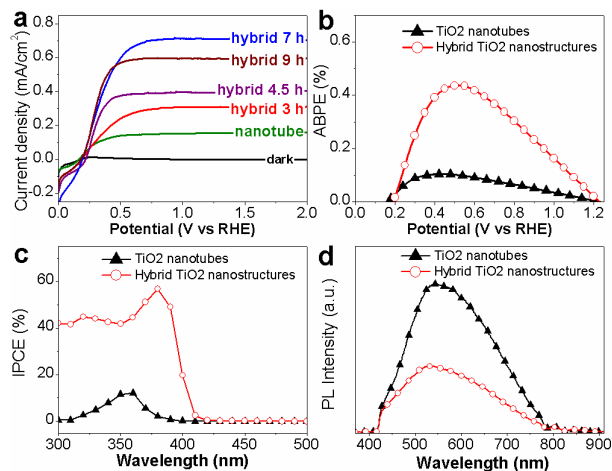 a
Current density (mA/cm²)
0.8
0.6
0.4
0.2
0.0
-0.2
hybrid 7 h
hybrid 9 h
hybrid 4.5 h
hybrid 3 h
nanotube
dark
0.0 0.5 1.0 1.5 2.0
Potential (V vs RHE)
b
ABPE (%)
0.6
0.4
0.2
0.0
TiO2 nanotubes
Hybrid TiO2 nanostructures
0.0 0.2 0.4 0.6 0.8 1.0 1.2
Potential (V vs RHE)
c
IPCE (%)
60
40
20
0
TiO2 nanotubes
Hybrid TiO2 nanostructures
300 350 400 450 500
Wavelength (nm)
d
PL Intensity (a.u.)
TiO2 nanotubes
Hybrid TiO2 nanostructures
400 500 600 700 800 900
Wavelength (nm)